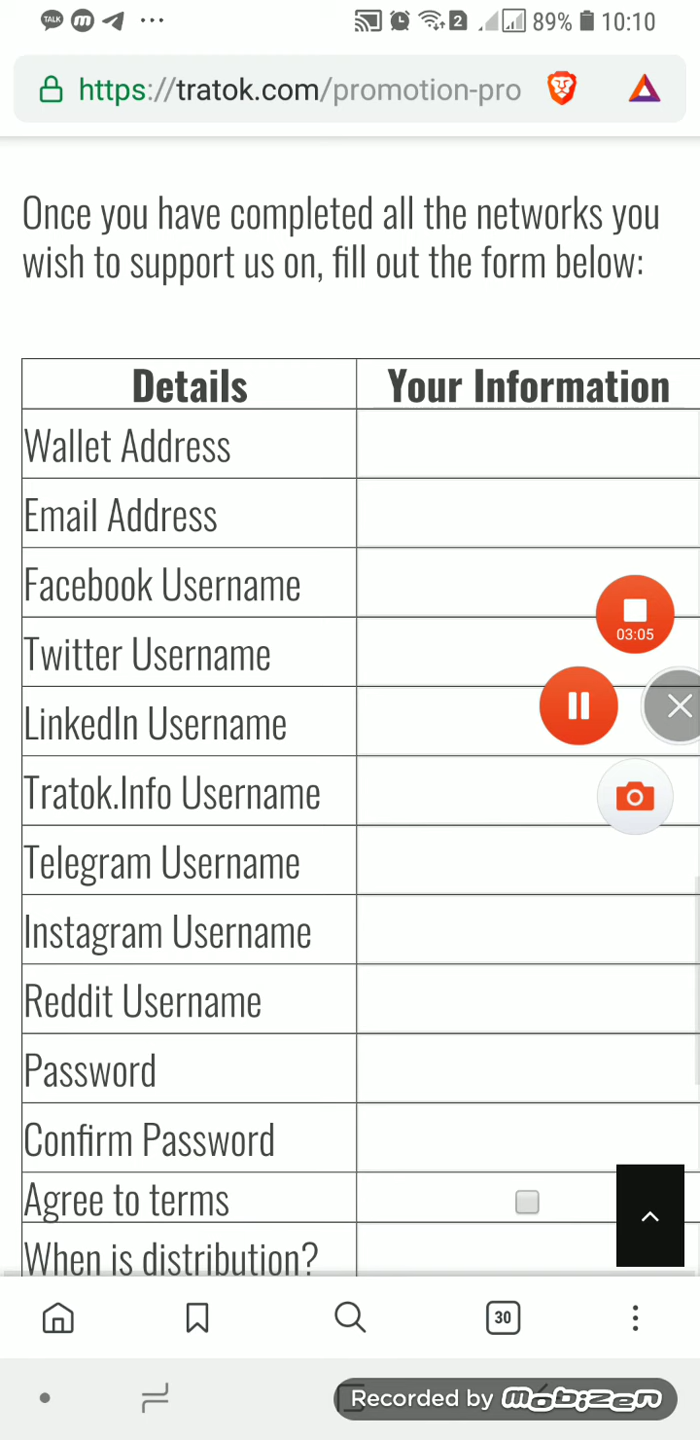 TALK m ... 2 89% 10:10
https://tratok.com/promotion-pro
Once you have completed all the networks you
wish to support us on, fill out the form below:
Details Your Information
Wallet Address
Email Address
Facebook Username
03:05
Twitter Username
LinkedIn Username
Tratok.Info Username
Telegram Username
Instagram Username
Reddit Username
Password
Confirm Password
Agree to terms
When is distribution?
30
Recorded by mobizen